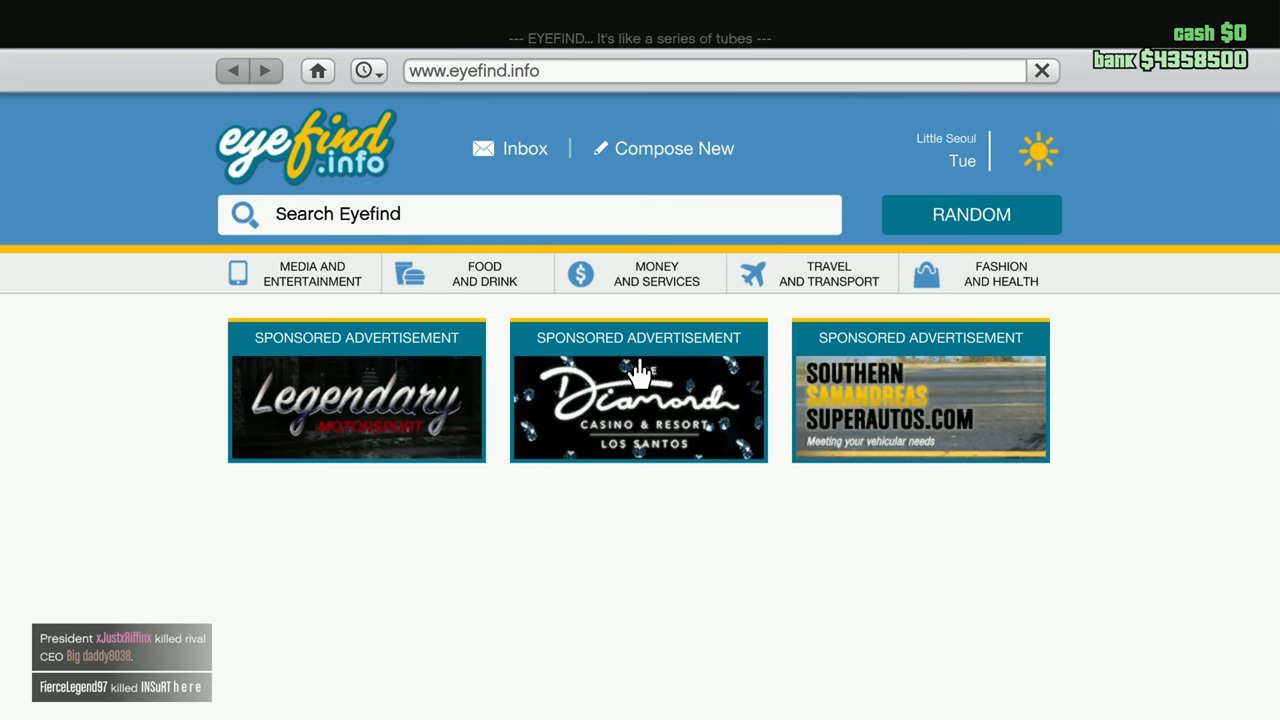 --- EYEFIND... It's like a series of tubes ---
cash $0
bank $4358500
www.eyefind.info
eyefind
.info
Inbox
Compose New
Little Seoul
Tue
Search Eyefind
RANDOM
MEDIA AND
ENTERTAINMENT
FOOD
AND DRINK
MONEY
AND SERVICES
TRAVEL
AND TRANSPORT
FASHION
AND HEALTH
SPONSORED ADVERTISEMENT
Legendary
MOTORSPORT
SPONSORED ADVERTISEMENT
Diamond
CASINO & RESORT
LOS SANTOS
SPONSORED ADVERTISEMENT
SOUTHERN
SANANDREAS
SUPERAUTOS.COM
Meeting your vehicular needs
President xJustxRiffinx killed rival
CEO Big daddy8038.
FierceLegend97 killed INSuRT h e r e